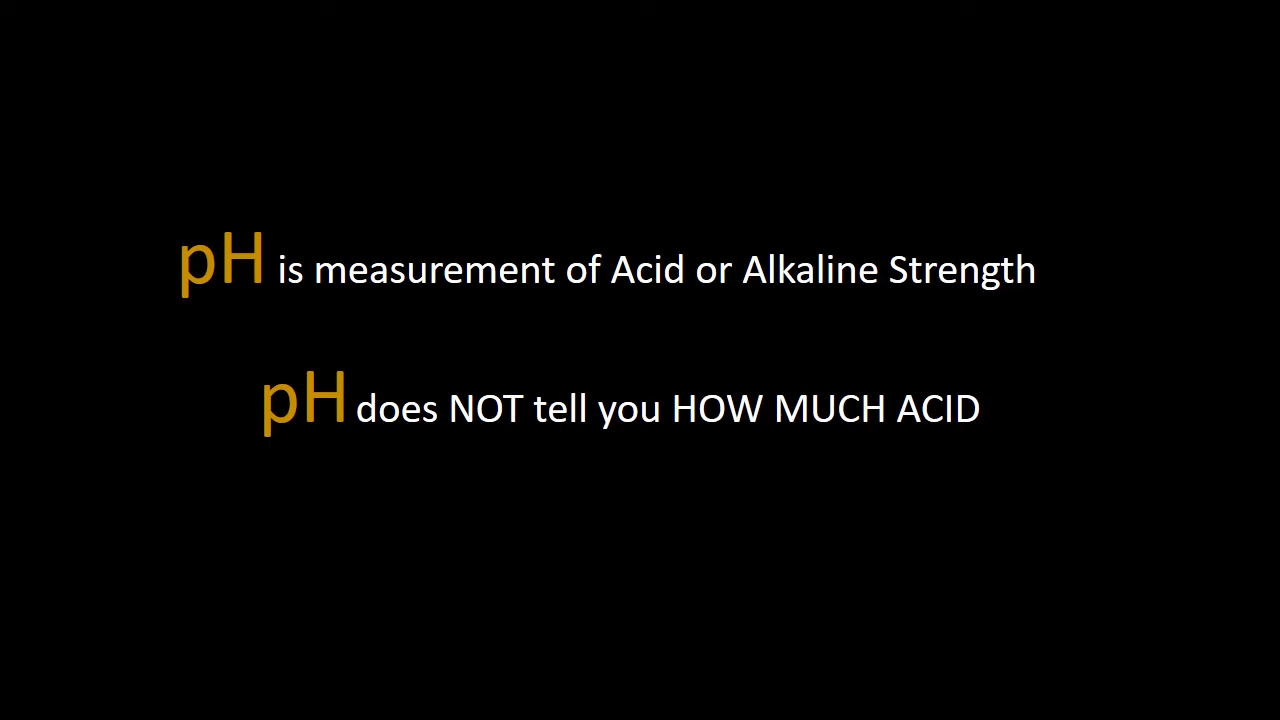 pH is measurement of Acid or Alkaline Strength
pH does NOT tell you HOW MUCH ACID